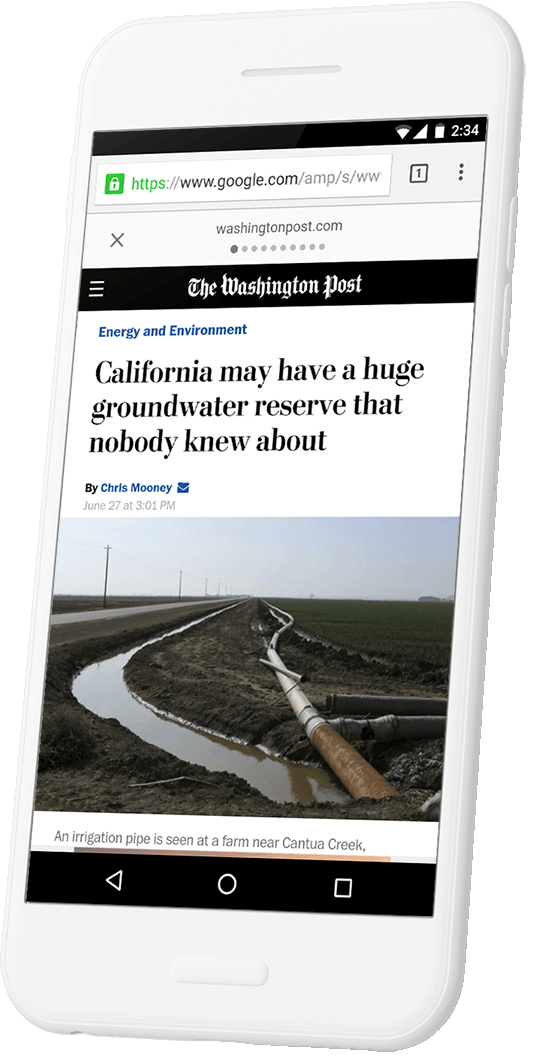 2:34
https://www.google.com/amp/s/ww
1
washingtonpost.com
The Washington Post
Energy and Environment
California may have a huge
groundwater reserve that
nobody knew about
By Chris Mooney
June 27 at 3:01 PM
An irrigation pipe is seen at a farm near Cantua Creek,